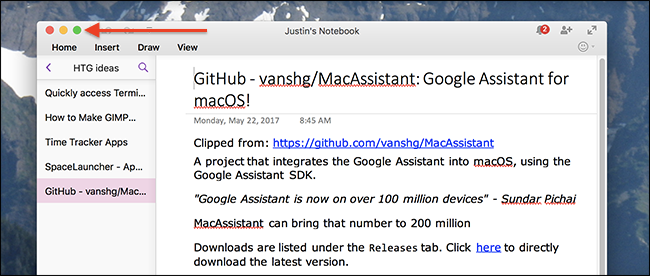 Justin's Notebook
2
Home Insert Draw View
HTG ideas
Quickly access Termi...
How to Make GIMP...
Time Tracker Apps
SpaceLauncher - Ap...
GitHub - vanshg/Mac...
GitHub - vanshg/MacAssistant: Google Assistant for
macOS!
Monday, May 22, 2017 8:45 AM
Clipped from: https://github.com/vanshg/MacAssistant
A project that integrates the Google Assistant into macOS, using the
Google Assistant SDK.
"Google Assistant is now on over 100 million devices" - Sundar Pichai
MacAssistant can bring that number to 200 million
Downloads are listed under the Releases tab. Click here to directly
download the latest version.